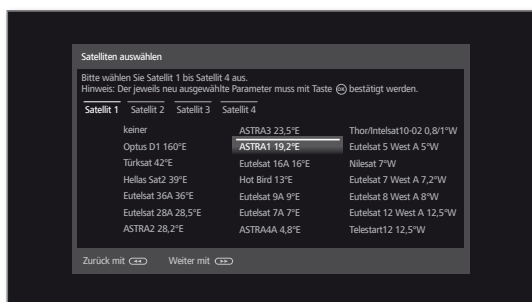 Satelliten auswählen
Bitte wählen Sie Satellit 1 bis Satellit 4 aus.
Hinweis: Der jeweils neu ausgewählte Parameter muss mit Taste OK bestätigt werden.
Satellit 1 Satellit 2 Satellit 3 Satellit 4
keiner ASTRA3 23,5°E Thor/Intelsat10-02 0,8/1°W
Optus D1 160°E ASTRA1 19,2°E Eutelsat 5 West A 5°W
Türksat 42°E Eutelsat 16A 16°E Nilesat 7°W
Hellas Sat2 39°E Hot Bird 13°E Eutelsat 7 West A 7,2°W
Eutelsat 36A 36°E Eutelsat 9A 9°E Eutelsat 8 West A 8°W
Eutelsat 28A 28,5°E Eutelsat 7A 7°E Eutelsat 12 West A 12,5°W
ASTRA2 28,2°E ASTRA4A 4,8°E Telestart12 12,5°W
Zurück mit Weiter mit